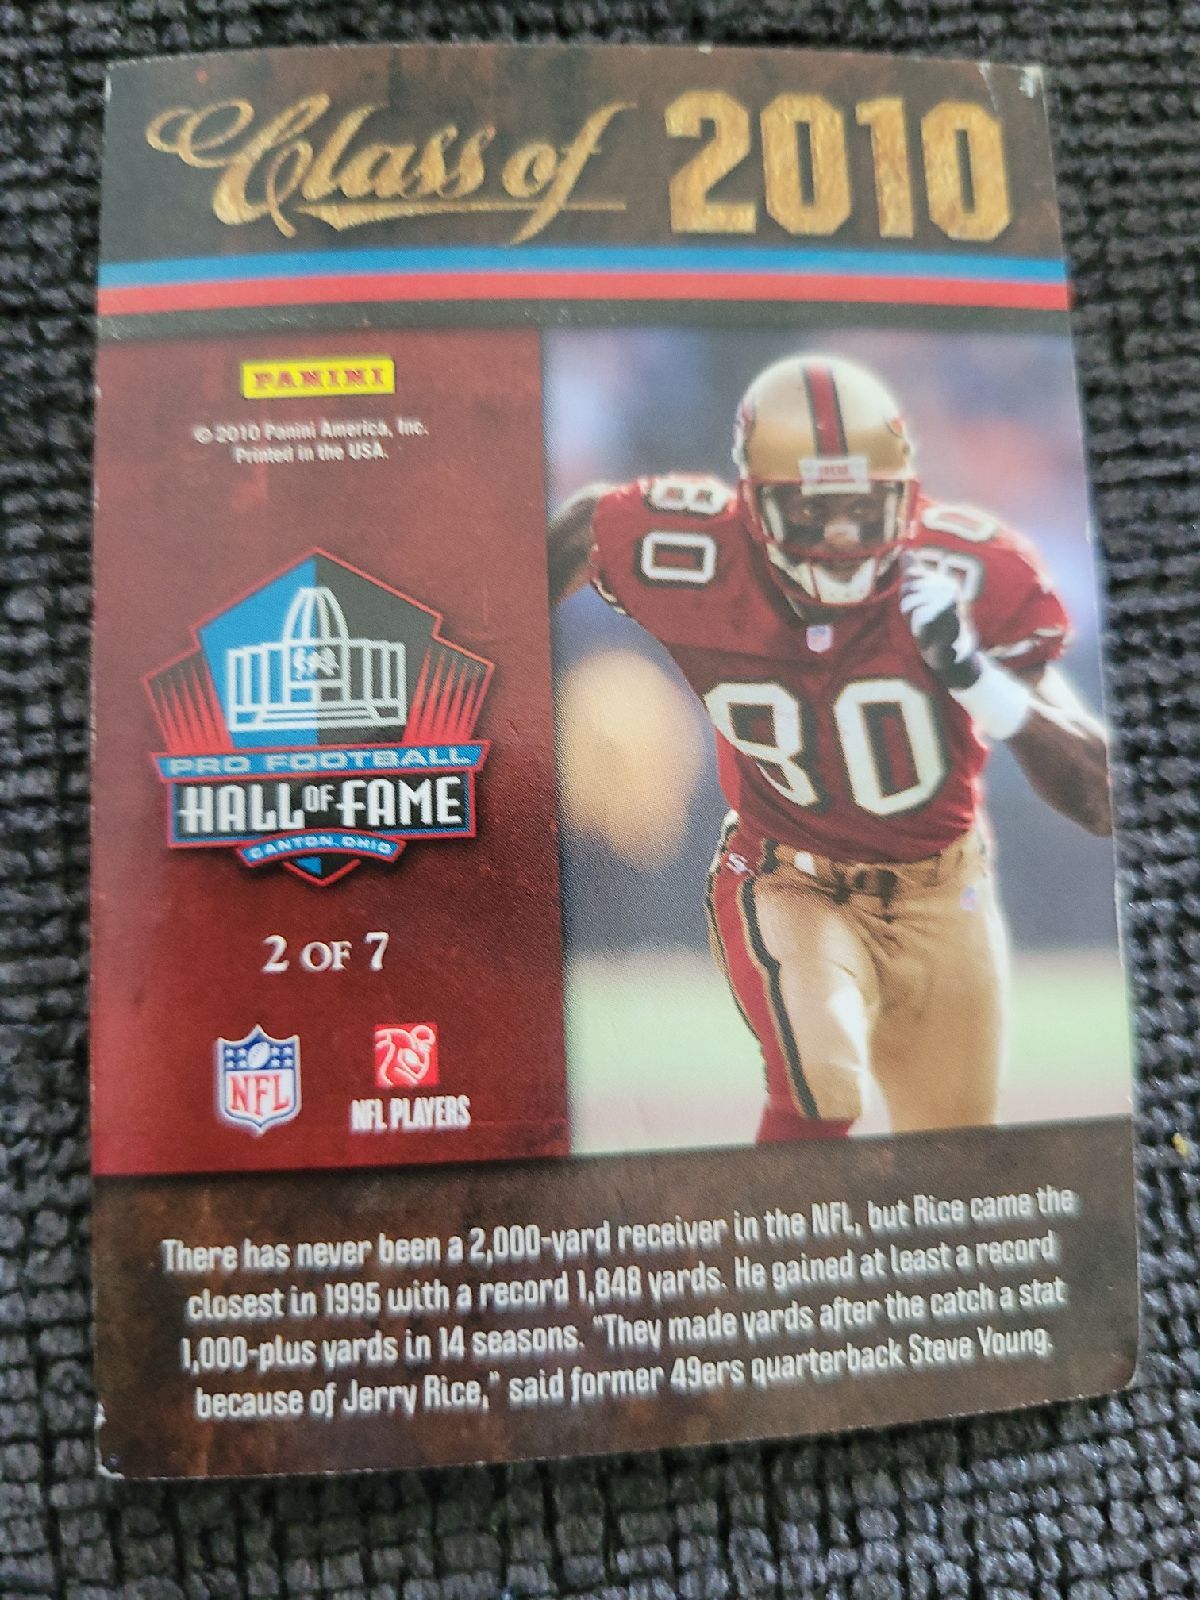 Class of 2010
PANINI
© 2010 Panini America, Inc.
Printed in the USA.
PRO FOOTBALL
HALL OF FAME
CANTON, OHIO
2 OF 7
NFL
NFL PLAYERS
80
80
80
There has never been a 2,000-yard receiver in the NFL, but Rice came the
closest in 1995 with a record 1,848 yards. He gained at least a record
1,000-plus yards in 14 seasons. "They made yards after the catch a stat
because of Jerry Rice," said former 49ers quarterback Steve Young.